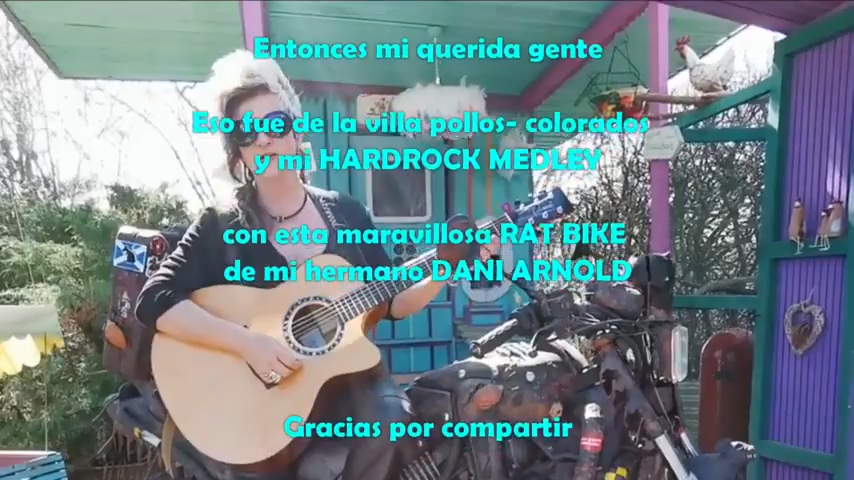 Entonces mi querida gente
Eso fue de la villa pollos- colorados
y mi HARDROCK MEDLEY
con esta maravillosa RAT BIKE
de mi hermano DANI ARNOLD
Gracias por compartir